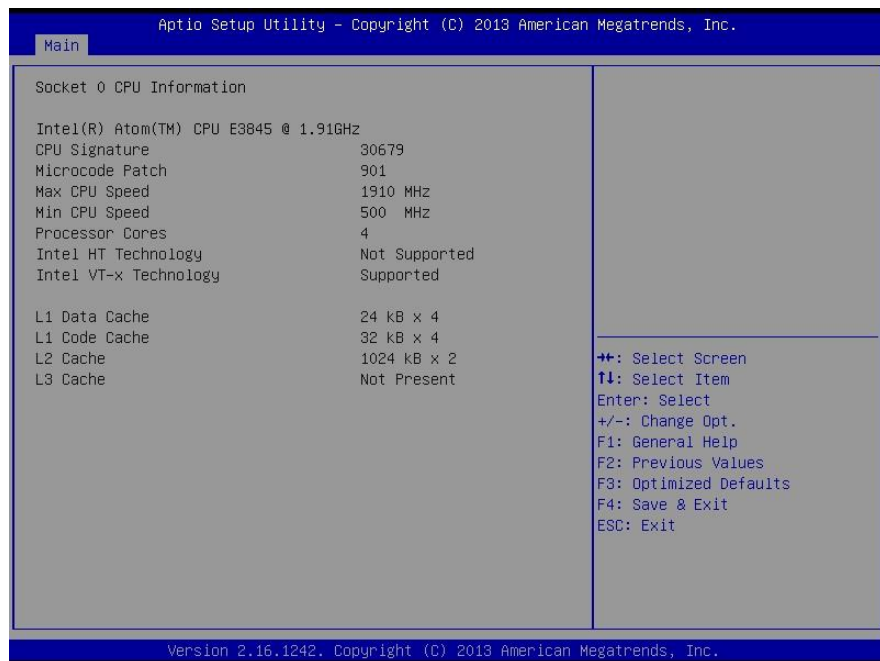 Aptio Setup Utility – Copyright (C) 2013 American Megatrends, Inc.
Main
Socket 0 CPU Information
Intel(R) Atom(TM) CPU E3845 @ 1.91GHz
CPU Signature 30679
Microcode Patch 901
Max CPU Speed 1910 MHz
Min CPU Speed 500 MHz
Processor Cores 4
Intel HT Technology Not Supported
Intel VT-x Technology Supported
L1 Data Cache 24 kB x 4
L1 Code Cache 32 kB x 4
L2 Cache 1024 kB x 2
L3 Cache Not Present
→←: Select Screen
↑↓: Select Item
Enter: Select
+/-: Change Opt.
F1: General Help
F2: Previous Values
F3: Optimized Defaults
F4: Save & Exit
ESC: Exit
Version 2.16.1242. Copyright (C) 2013 American Megatrends, Inc.